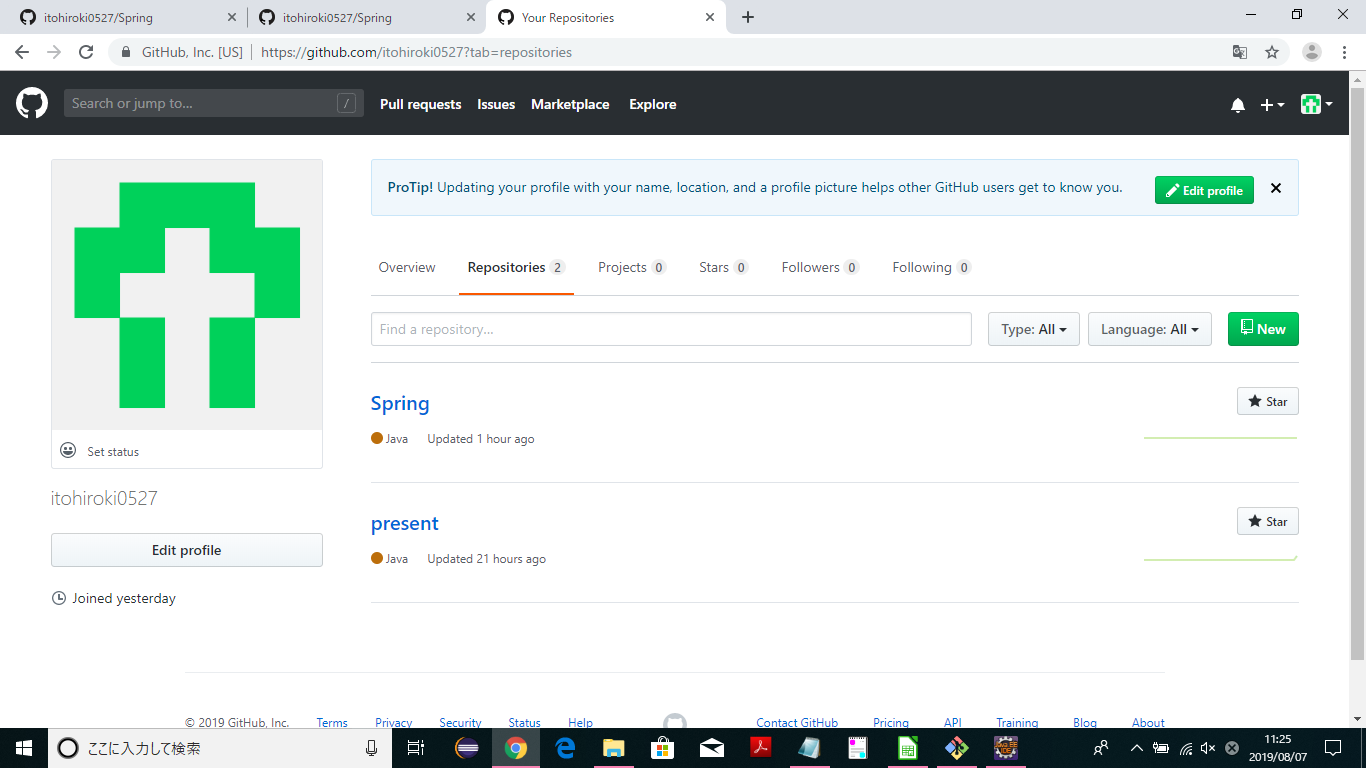 itohiroki0527/Spring
itohiroki0527/Spring
Your Repositories
GitHub, Inc. [US]
https://github.com/itohiroki0527?tab=repositories
Search or jump to...
/
Pull requests
Issues
Marketplace
Explore
ProTip! Updating your profile with your name, location, and a profile picture helps other GitHub users get to know you.
Edit profile
Overview
Repositories 2
Projects 0
Stars 0
Followers 0
Following 0
Find a repository...
Type: All
Language: All
New
Spring
Star
Java
Updated 1 hour ago
Set status
itohiroki0527
Edit profile
Joined yesterday
present
Star
Java
Updated 21 hours ago
© 2019 GitHub, Inc.
Terms
Privacy
Security
Status
Help
Contact GitHub
Pricing
API
Training
Blog
About
ここに入力して検索
11:25
2019/08/07